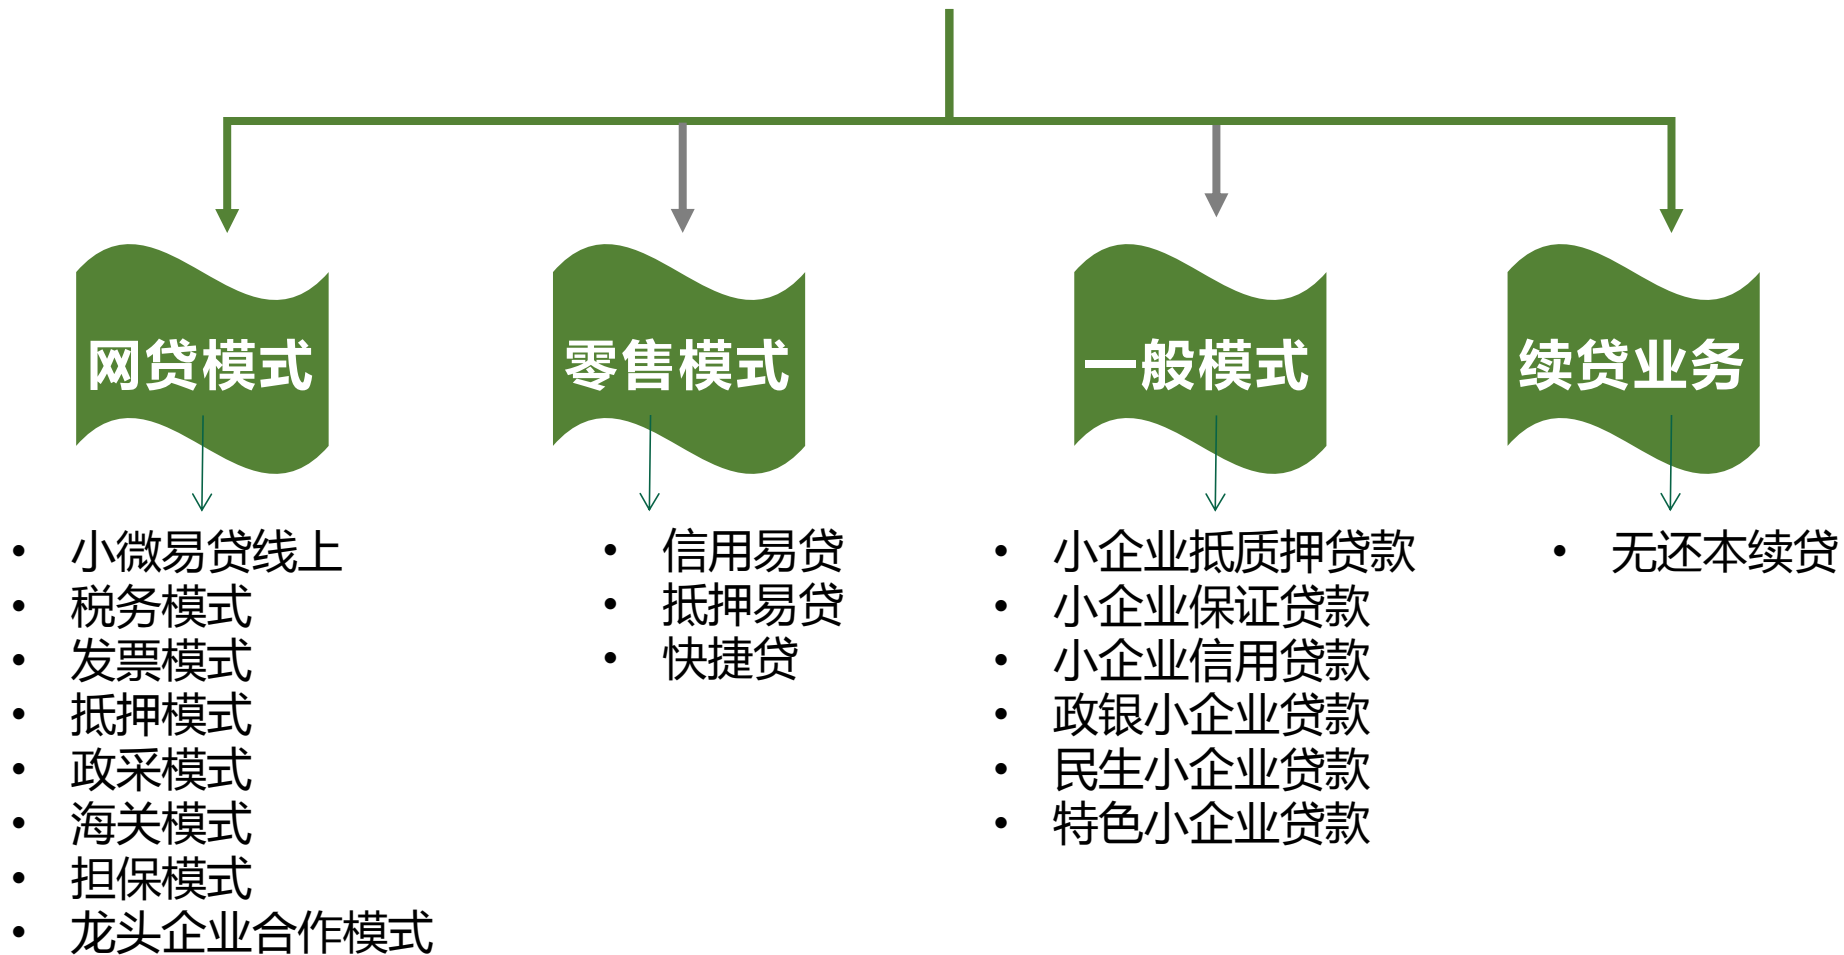 网贷模式
零售模式
一般模式
续贷业务
• 小微易贷线上
• 税务模式
• 发票模式
• 抵押模式
• 政采模式
• 海关模式
• 担保模式
• 龙头企业合作模式
• 信用易贷
• 抵押易贷
• 快捷贷
• 小企业抵质押贷款
• 小企业保证贷款
• 小企业信用贷款
• 政银小企业贷款
• 民生小企业贷款
• 特色小企业贷款
• 无还本续贷